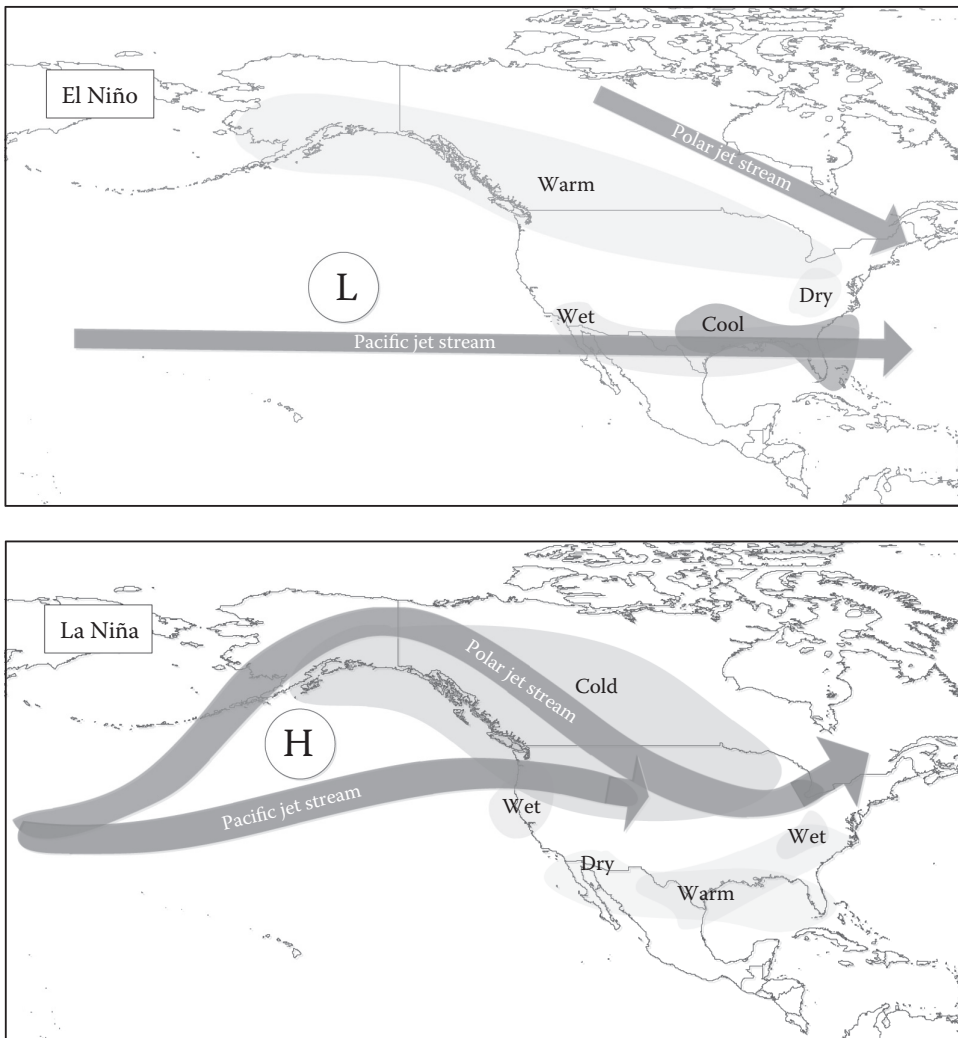 El Niño
Polar jet stream
Warm
L
Dry
Wet
Cool
Pacific jet stream
La Niña
Polar jet stream
Cold
H
Pacific jet stream
Wet
Wet
Dry
Warm